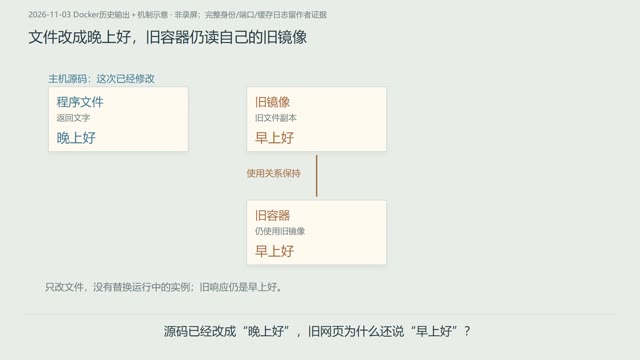 2026-11-03 Docker历史输出 + 机制示意 · 非录屏；完整身份/端口/缓存日志留作者证据
文件改成晚上好，旧容器仍读自己的旧镜像
主机源码：这次已经修改
程序文件
返回文字
晚上好
旧镜像
旧文件副本
早上好
使用关系保持
旧容器
仍使用旧镜像
早上好
只改文件，没有替换运行中的实例；旧响应仍是早上好。
源码已经改成“晚上好”，旧网页为什么还说“早上好”？